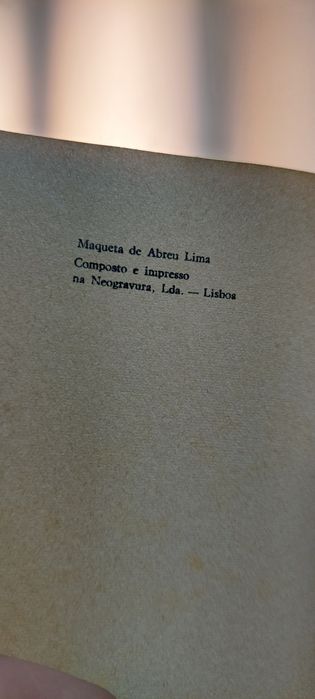 Maqueta de Abreu Lima
Composto e impresso
na Neogravura, Lda. — Lisboa